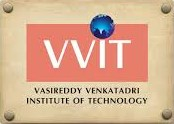 VVIT
VASIREDDY VENKATADRI
INSTITUTE OF TECHNOLOGY